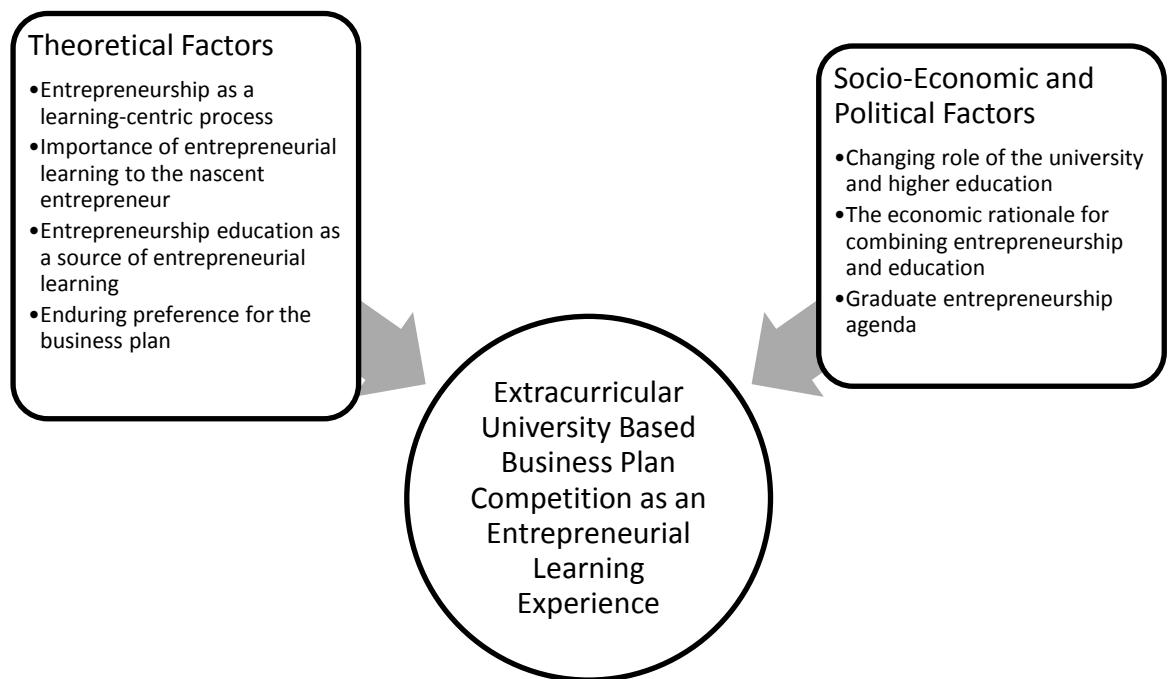 Theoretical Factors
•Entrepreneurship as a
learning-centric process
•Importance of entrepreneurial
learning to the nascent
entrepreneur
•Entrepreneurship education as
a source of entrepreneurial
learning
•Enduring preference for the
business plan
Socio-Economic and
Political Factors
•Changing role of the university
and higher education
•The economic rationale for
combining entrepreneurship
and education
•Graduate entrepreneurship
agenda
Extracurricular
University Based
Business Plan
Competition as an
Entrepreneurial
Learning
Experience